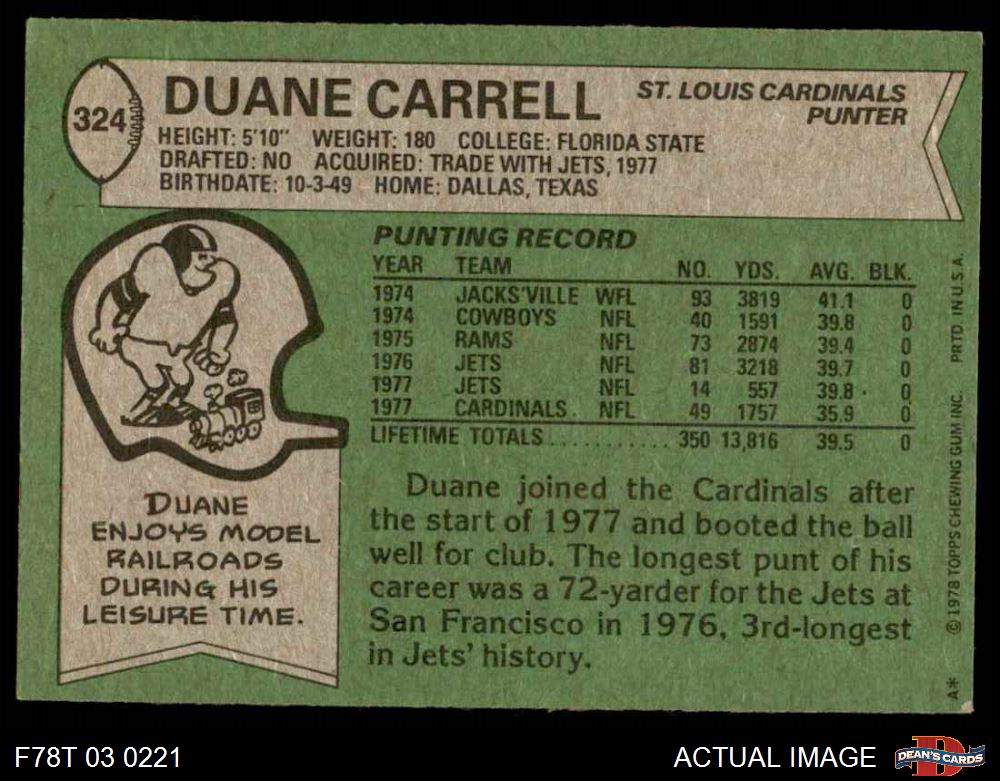 324
DUANE CARRELL
ST. LOUIS CARDINALS
PUNTER
HEIGHT: 5'10" WEIGHT: 180 COLLEGE: FLORIDA STATE
DRAFTED: NO ACQUIRED: TRADE WITH JETS, 1977
BIRTHDATE: 10-3-49 HOME: DALLAS, TEXAS
PUNTING RECORD
YEAR TEAM NO. YDS. AVG. BLK.
1974 JACKS'VILLE WFL 93 3819 41.1 0
1974 COWBOYS NFL 40 1591 39.8 0
1975 RAMS NFL 73 2874 39.4 0
1976 JETS NFL 81 3218 39.7 0
1977 JETS NFL 14 557 39.8 0
1977 CARDINALS NFL 49 1757 35.9 0
LIFETIME TOTALS........... 350 13,816 39.5 0
DUANE
ENJOYS MODEL
RAILROADS
DURING HIS
LEISURE TIME.
Duane joined the Cardinals after
the start of 1977 and booted the ball
well for club. The longest punt of his
career was a 72-yarder for the Jets at
San Francisco in 1976, 3rd-longest
in Jets' history.
A* ©1978 TOPPS CHEWING GUM INC. PRTD. IN U.S.A.
F78T 03 0221
ACTUAL IMAGE
D
DEAN'S CARDS